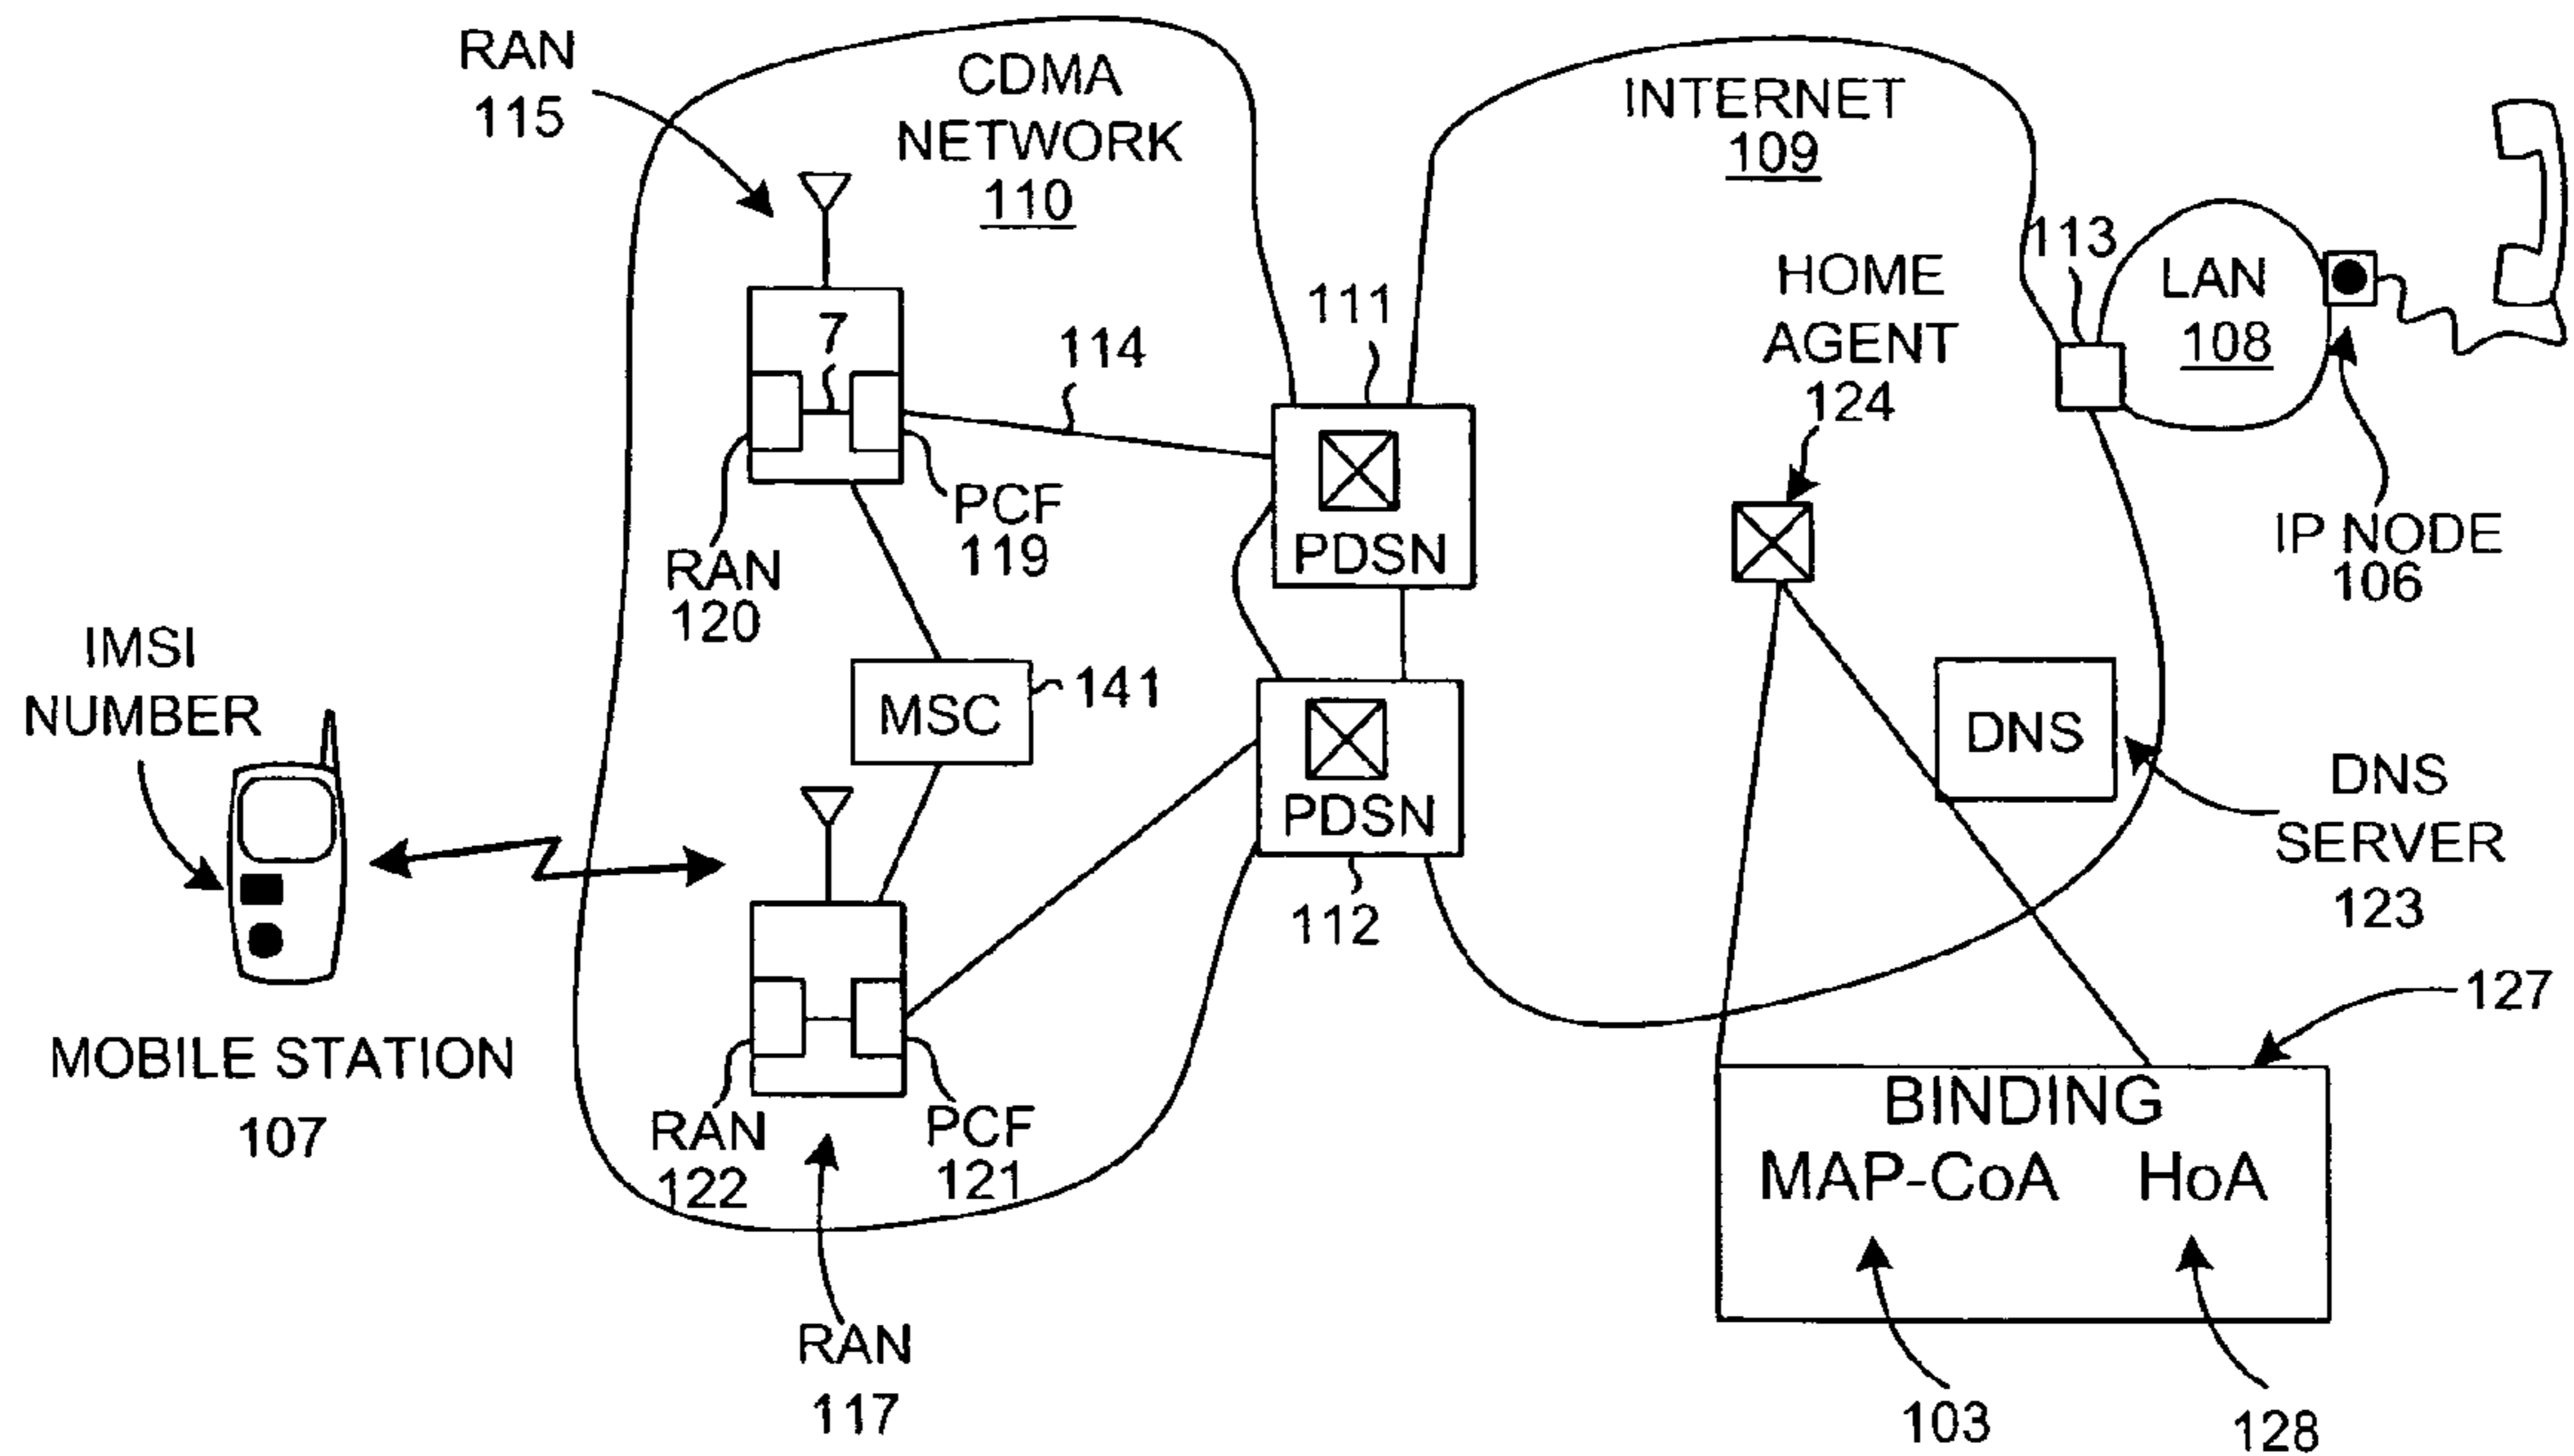 RAN
115
CDMA
NETWORK
110
INTERNET
109
HOME
AGENT
124
113
LAN
108
IP NODE
106
111
114
7
PCF
119
RAN
120
PDSN
IMSI
NUMBER
MSC
141
DNS
DNS
SERVER
123
PDSN
112
MOBILE STATION
107
RAN
122
PCF
121
RAN
117
127
BINDING
MAP-CoA HoA
103
128